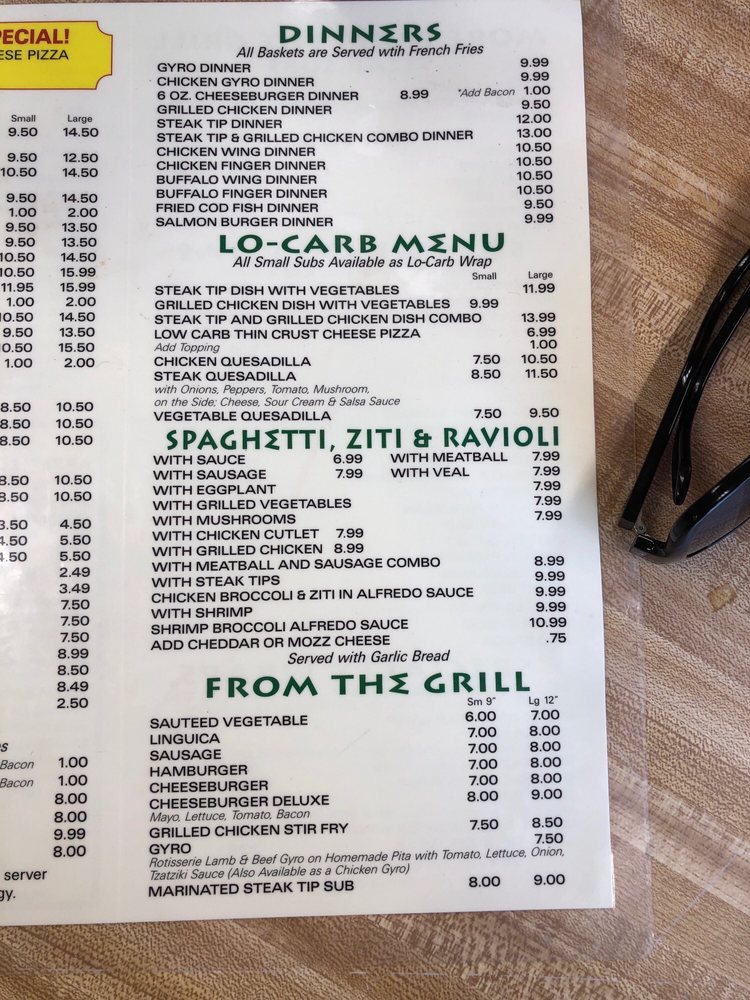 PECIAL!
ESE PIZZA
Small Large
9.50 14.50
9.50 12.50
10.50 14.50
9.50 14.50
1.00 2.00
9.50 13.50
9.50 13.50
10.50 14.50
10.50 15.99
11.95 15.99
1.00 2.00
10.50 14.50
9.50 13.50
10.50 15.50
1.00 2.00
8.50 10.50
8.50 10.50
8.50 10.50
8.50 10.50
8.50 10.50
3.50 4.50
4.50 5.50
4.50 5.50
2.49
3.49
7.50
7.50
7.50
8.99
8.50
8.49
2.50
Bacon 1.00
Bacon 1.00
8.00
8.00
9.99
8.00
server
gy.
DINNERS
All Baskets are Served wtih French Fries
GYRO DINNER 9.99
CHICKEN GYRO DINNER 9.99
6 OZ. CHEESEBURGER DINNER 8.99 *Add Bacon 1.00
GRILLED CHICKEN DINNER 9.50
STEAK TIP DINNER 12.00
STEAK TIP & GRILLED CHICKEN COMBO DINNER 13.00
CHICKEN WING DINNER 10.50
CHICKEN FINGER DINNER 10.50
BUFFALO WING DINNER 10.50
BUFFALO FINGER DINNER 10.50
FRIED COD FISH DINNER 9.50
SALMON BURGER DINNER 9.99
LO-CARB MENU
All Small Subs Available as Lo-Carb Wrap
Small Large
STEAK TIP DISH WITH VEGETABLES 11.99
GRILLED CHICKEN DISH WITH VEGETABLES 9.99
STEAK TIP AND GRILLED CHICKEN DISH COMBO 13.99
LOW CARB THIN CRUST CHEESE PIZZA 6.99
Add Topping 1.00
CHICKEN QUESADILLA 7.50 10.50
STEAK QUESADILLA 8.50 11.50
with Onions, Peppers, Tomato, Mushroom,
on the Side; Cheese, Sour Cream & Salsa Sauce
VEGETABLE QUESADILLA 7.50 9.50
SPAGHETTI, ZITI & RAVIOLI
WITH SAUCE 6.99 WITH MEATBALL 7.99
WITH SAUSAGE 7.99 WITH VEAL 7.99
WITH EGGPLANT 7.99
WITH GRILLED VEGETABLES 7.99
WITH MUSHROOMS 7.99
WITH CHICKEN CUTLET 7.99
WITH GRILLED CHICKEN 8.99
WITH MEATBALL AND SAUSAGE COMBO 8.99
WITH STEAK TIPS 9.99
CHICKEN BROCCOLI & ZITI IN ALFREDO SAUCE 9.99
WITH SHRIMP 9.99
SHRIMP BROCCOLI ALFREDO SAUCE 10.99
ADD CHEDDAR OR MOZZ CHEESE .75
Served with Garlic Bread
FROM THE GRILL
Sm 9" Lg 12"
SAUTEED VEGETABLE 6.00 7.00
LINGUICA 7.00 8.00
SAUSAGE 7.00 8.00
HAMBURGER 7.00 8.00
CHEESEBURGER 7.00 8.00
CHEESEBURGER DELUXE 8.00 9.00
Mayo, Lettuce, Tomato, Bacon
GRILLED CHICKEN STIR FRY 7.50 8.50
GYRO 7.50
Rotisserie Lamb & Beef Gyro on Homemade Pita with Tomato, Lettuce, Onion,
Tzatziki Sauce (Also Available as a Chicken Gyro)
MARINATED STEAK TIP SUB 8.00 9.00